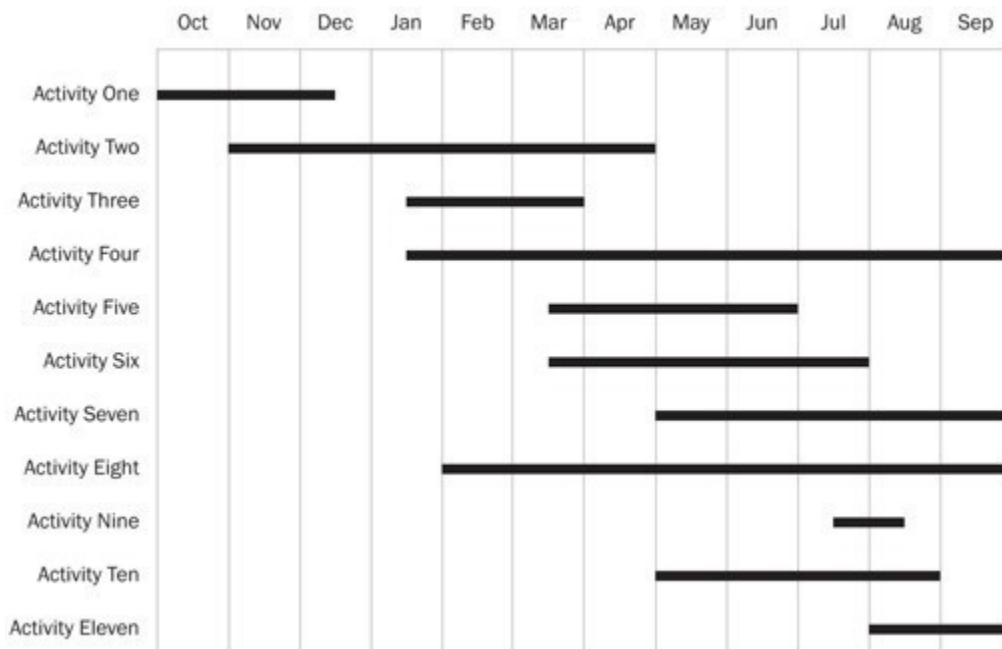 Oct Nov Dec Jan Feb Mar Apr May Jun Jul Aug Sep
Activity One
Activity Two
Activity Three
Activity Four
Activity Five
Activity Six
Activity Seven
Activity Eight
Activity Nine
Activity Ten
Activity Eleven